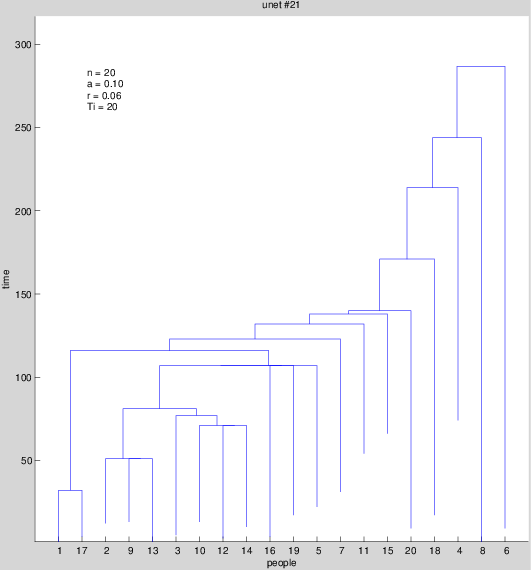 unet #21
300
n = 20
a = 0.10
r = 0.06
Ti = 20
250
200
time
150
100
50
1 17 2 9 13 3 10 12 14 16 19 5 7 11 15 20 18 4 8 6
people